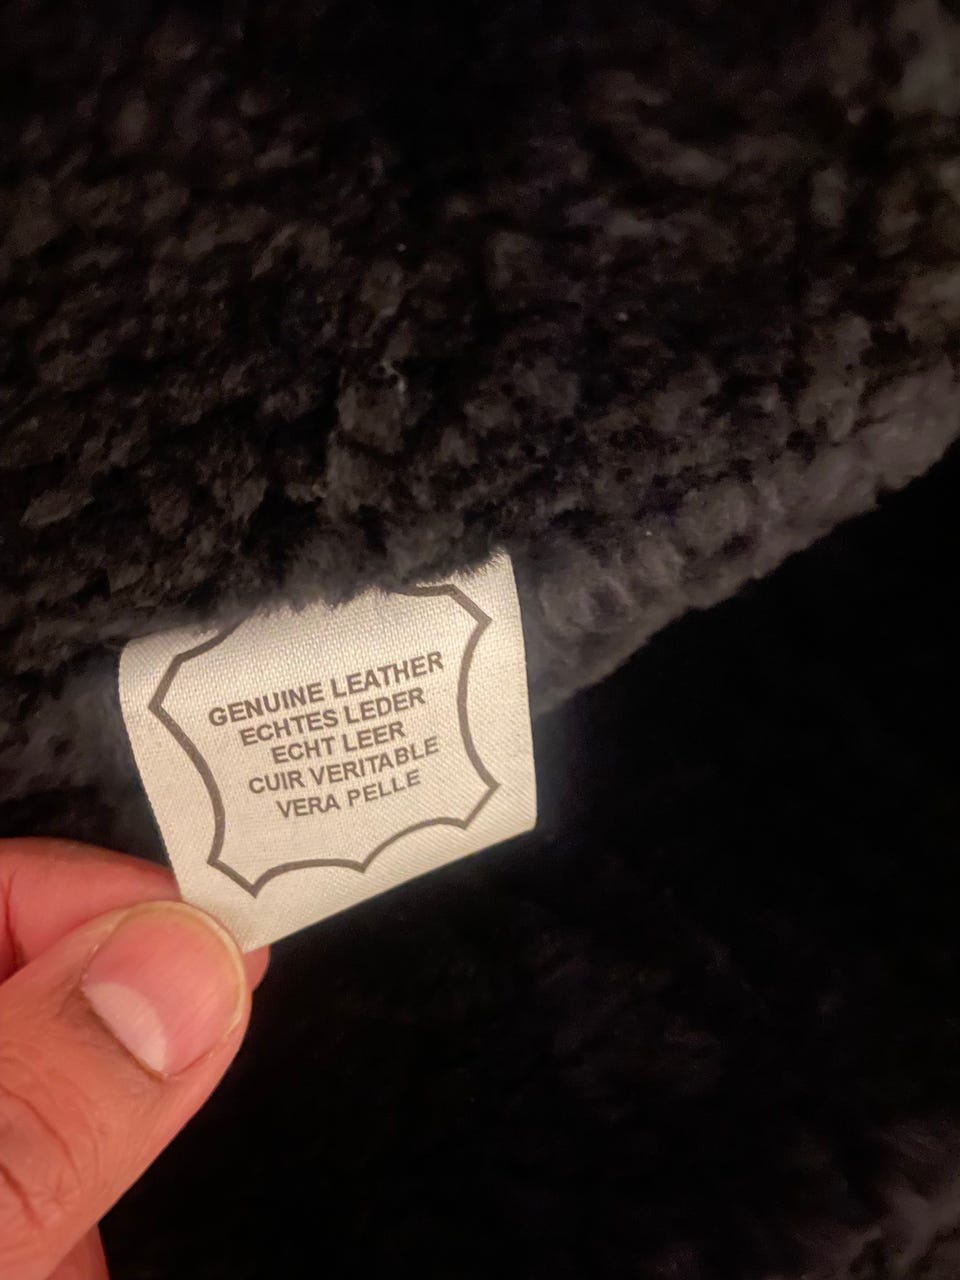 GENUINE LEATHER
ECHTES LEDER
ECHT LEER
CUIR VERITABLE
VERA PELLE